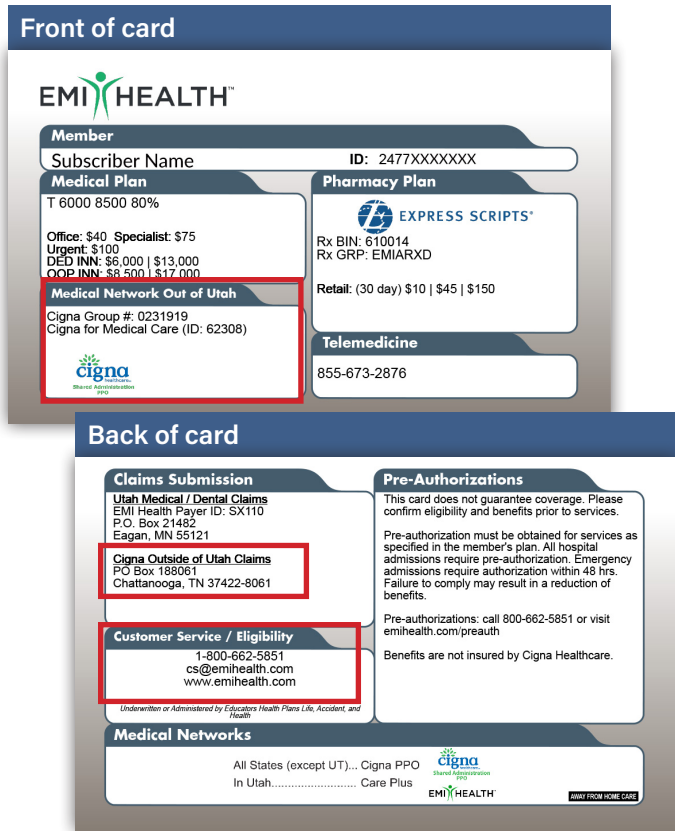 Front of card
EMI HEALTH™
Member
Subscriber Name ID: 2477XXXXXXX
Medical Plan
T 6000 8500 80%
Office: $40 Specialist: $75
Urgent: $100
DED INN: $6,000 | $13,000
OOP INN: $8,500 | $17,000
Medical Network Out of Utah
Cigna Group #: 0231919
Cigna for Medical Care (ID: 62308)
cigna
healthcare
Shared Administration
PPO
Pharmacy Plan
EXPRESS SCRIPTS®
Rx BIN: 610014
Rx GRP: EMIARXD
Retail: (30 day) $10 | $45 | $150
Telemedicine
855-673-2876
Back of card
Claims Submission
Utah Medical / Dental Claims
EMI Health Payer ID: SX110
P.O. Box 21482
Eagan, MN 55121
Cigna Outside of Utah Claims
PO Box 188061
Chattanooga, TN 37422-8061
Customer Service / Eligibility
1-800-662-5851
cs@emihealth.com
www.emihealth.com
Underwritten or Administered by Educators Health Plans Life, Accident, and
Health
Pre-Authorizations
This card does not guarantee coverage. Please
confirm eligibility and benefits prior to services.
Pre-authorization must be obtained for services as
specified in the member's plan. All hospital
admissions require pre-authorization. Emergency
admissions require authorization within 48 hrs.
Failure to comply may result in a reduction of
benefits.
Pre-authorizations: call 800-662-5851 or visit
emihealth.com/preauth
Benefits are not insured by Cigna Healthcare.
Medical Networks
All States (except UT)... Cigna PPO
In Utah.......................... Care Plus
cigna
healthcare
Shared Administration
PPO
EMI HEALTH
AWAY FROM HOME CARE